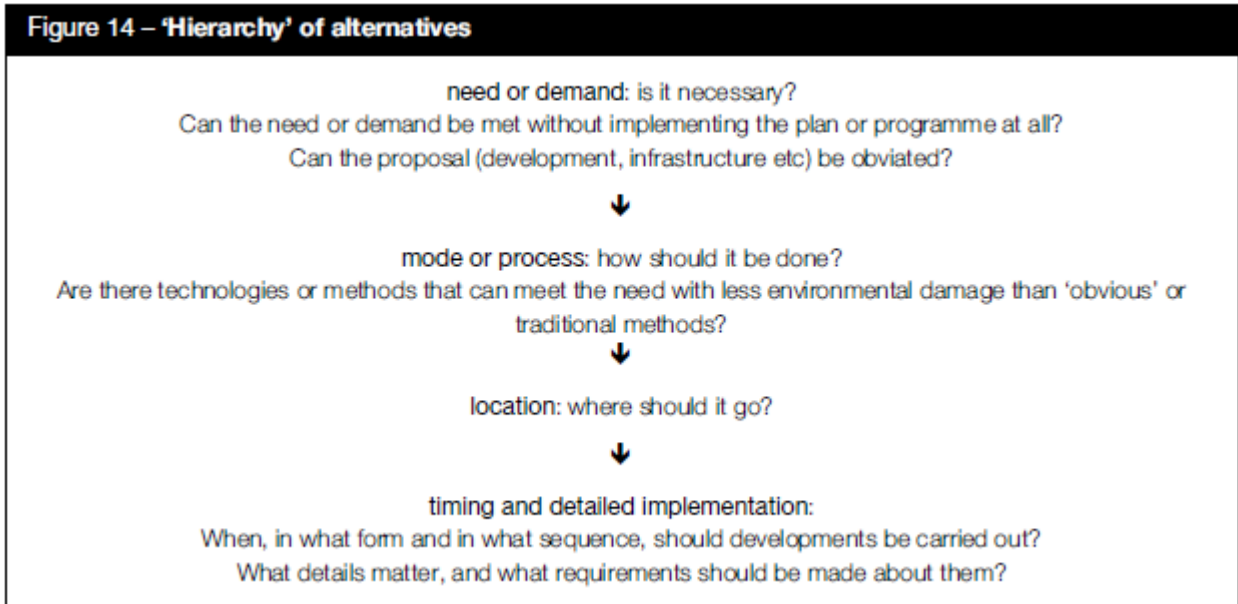 Figure 14 – ‘Hierarchy’ of alternatives
need or demand: is it necessary?
Can the need or demand be met without implementing the plan or programme at all?
Can the proposal (development, infrastructure etc) be obviated?
mode or process: how should it be done?
Are there technologies or methods that can meet the need with less environmental damage than ‘obvious’ or
traditional methods?
location: where should it go?
timing and detailed implementation:
When, in what form and in what sequence, should developments be carried out?
What details matter, and what requirements should be made about them?